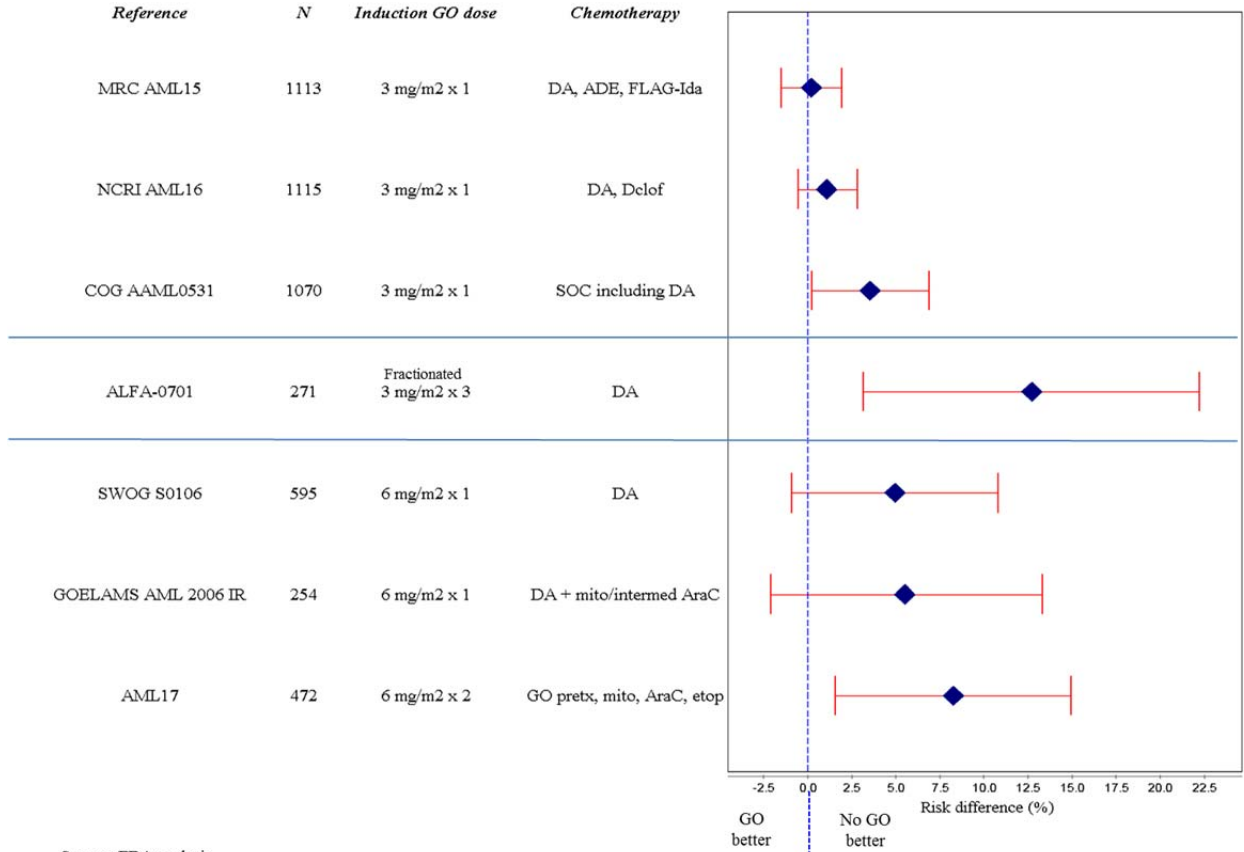 Reference N Induction GO dose Chemotherapy
MRC AML15 1113 3 mg/m2 x 1 DA, ADE, FLAG-Ida
NCRI AML16 1115 3 mg/m2 x 1 DA, Dclof
COG AAML0531 1070 3 mg/m2 x 1 SOC including DA
Fractionated
ALFA-0701 271 3 mg/m2 x 3 DA
SWOG S0106 595 6 mg/m2 x 1 DA
GOELAMS AML 2006 IR 254 6 mg/m2 x 1 DA + mito/intermed AraC
AML17 472 6 mg/m2 x 2 GO pretx, mito, AraC, etop
-2.5 0.0 2.5 5.0 7.5 10.0 12.5 15.0 17.5 20.0 22.5
Risk difference (%)
GO No GO
better better